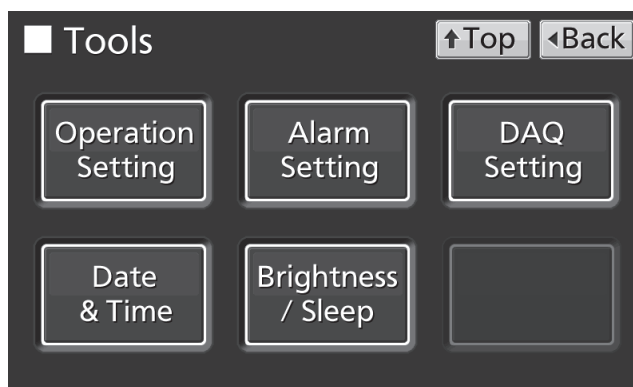 Tools
Top
Back
Operation
Setting
Alarm
Setting
DAQ
Setting
Date
& Time
Brightness
/ Sleep